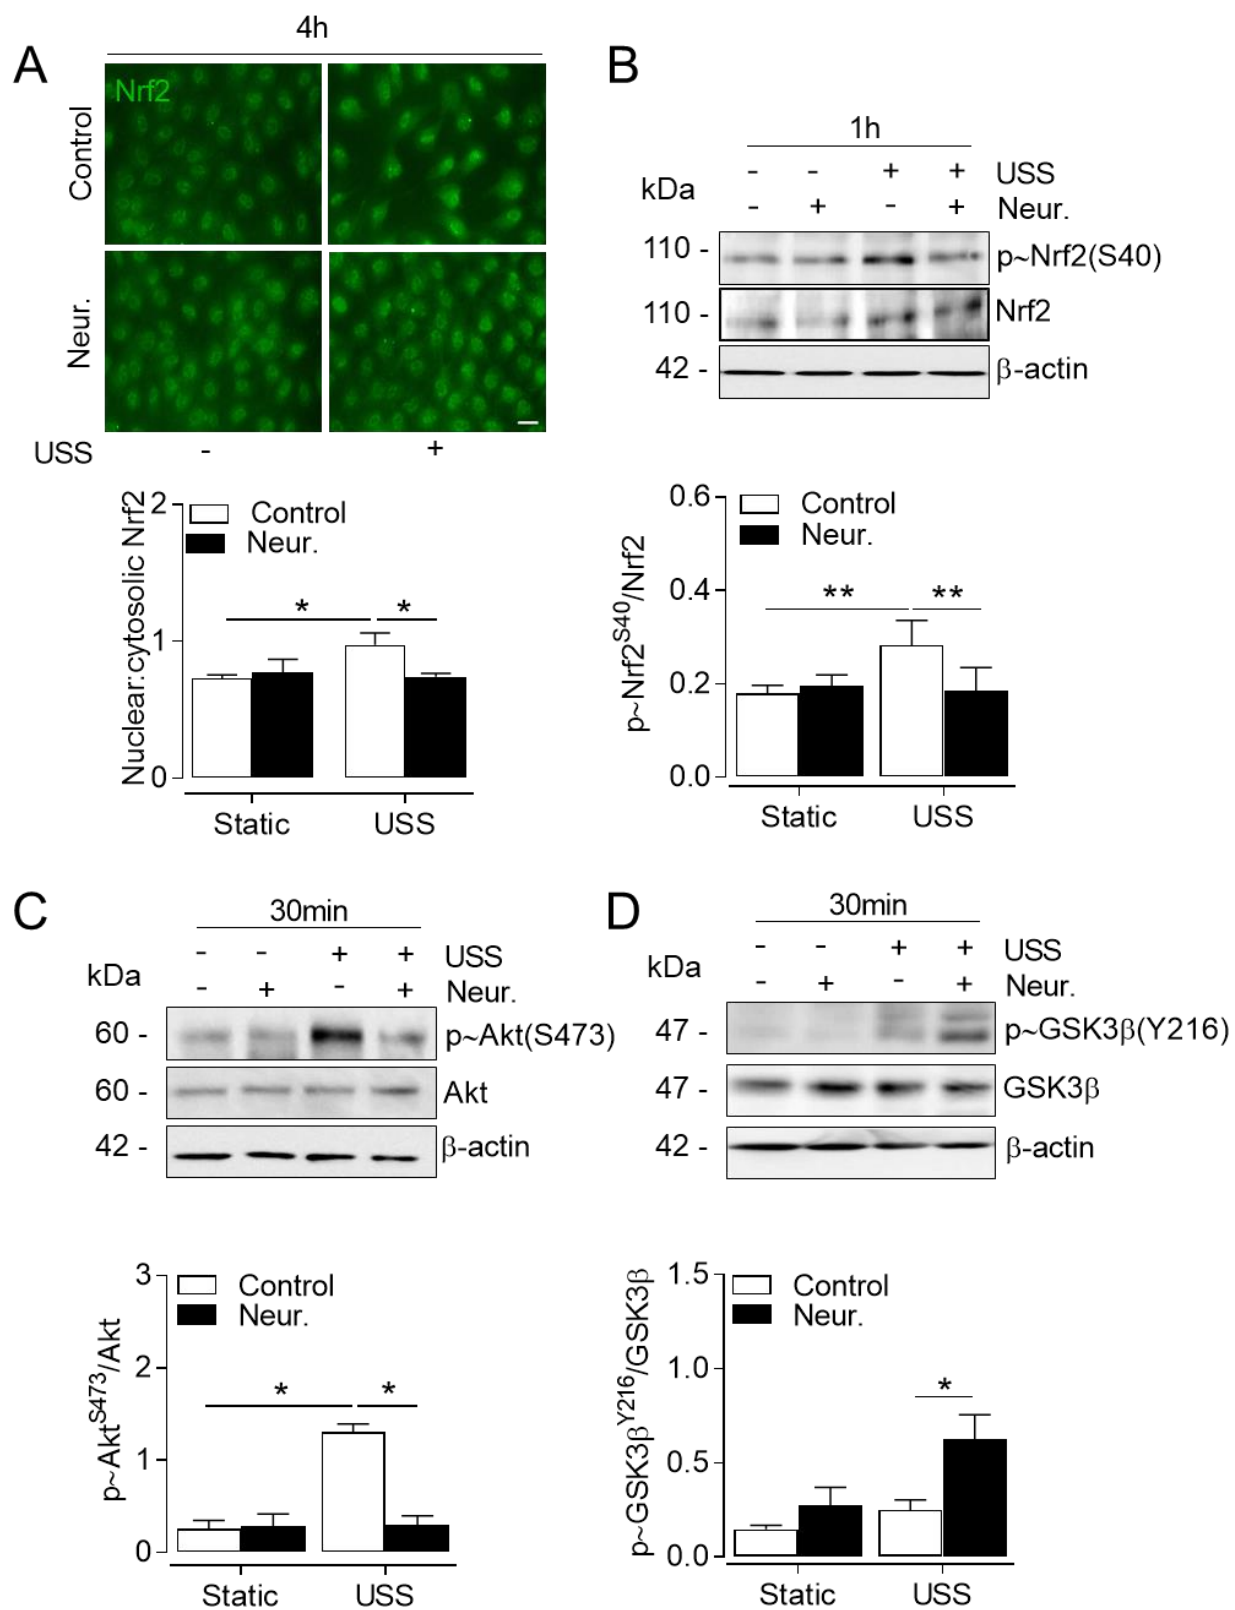 A
4h
Nrf2
Control
Neur.
USS - +
Nuclear:cytosolic Nrf2
2
1
0
Control
Neur.
* *
Static USS
B
1h
kDa
- - + + USS
- + - + Neur.
110 - p~Nrf2(S40)
110 - Nrf2
42 - β-actin
p~Nrf2S40/Nrf2
0.6
0.4
0.2
0.0
Control
Neur.
** **
Static USS
C
30min
kDa
- - + + USS
- + - + Neur.
60 - p~Akt(S473)
60 - Akt
42 - β-actin
p~AktS473/Akt
3
2
1
0
Control
Neur.
* *
Static USS
D
30min
kDa
- - + + USS
- + - + Neur.
47 - p~GSK3β(Y216)
47 - GSK3β
42 - β-actin
p~GSK3βY216/GSK3β
1.5
1.0
0.5
0.0
Control
Neur.
*
Static USS